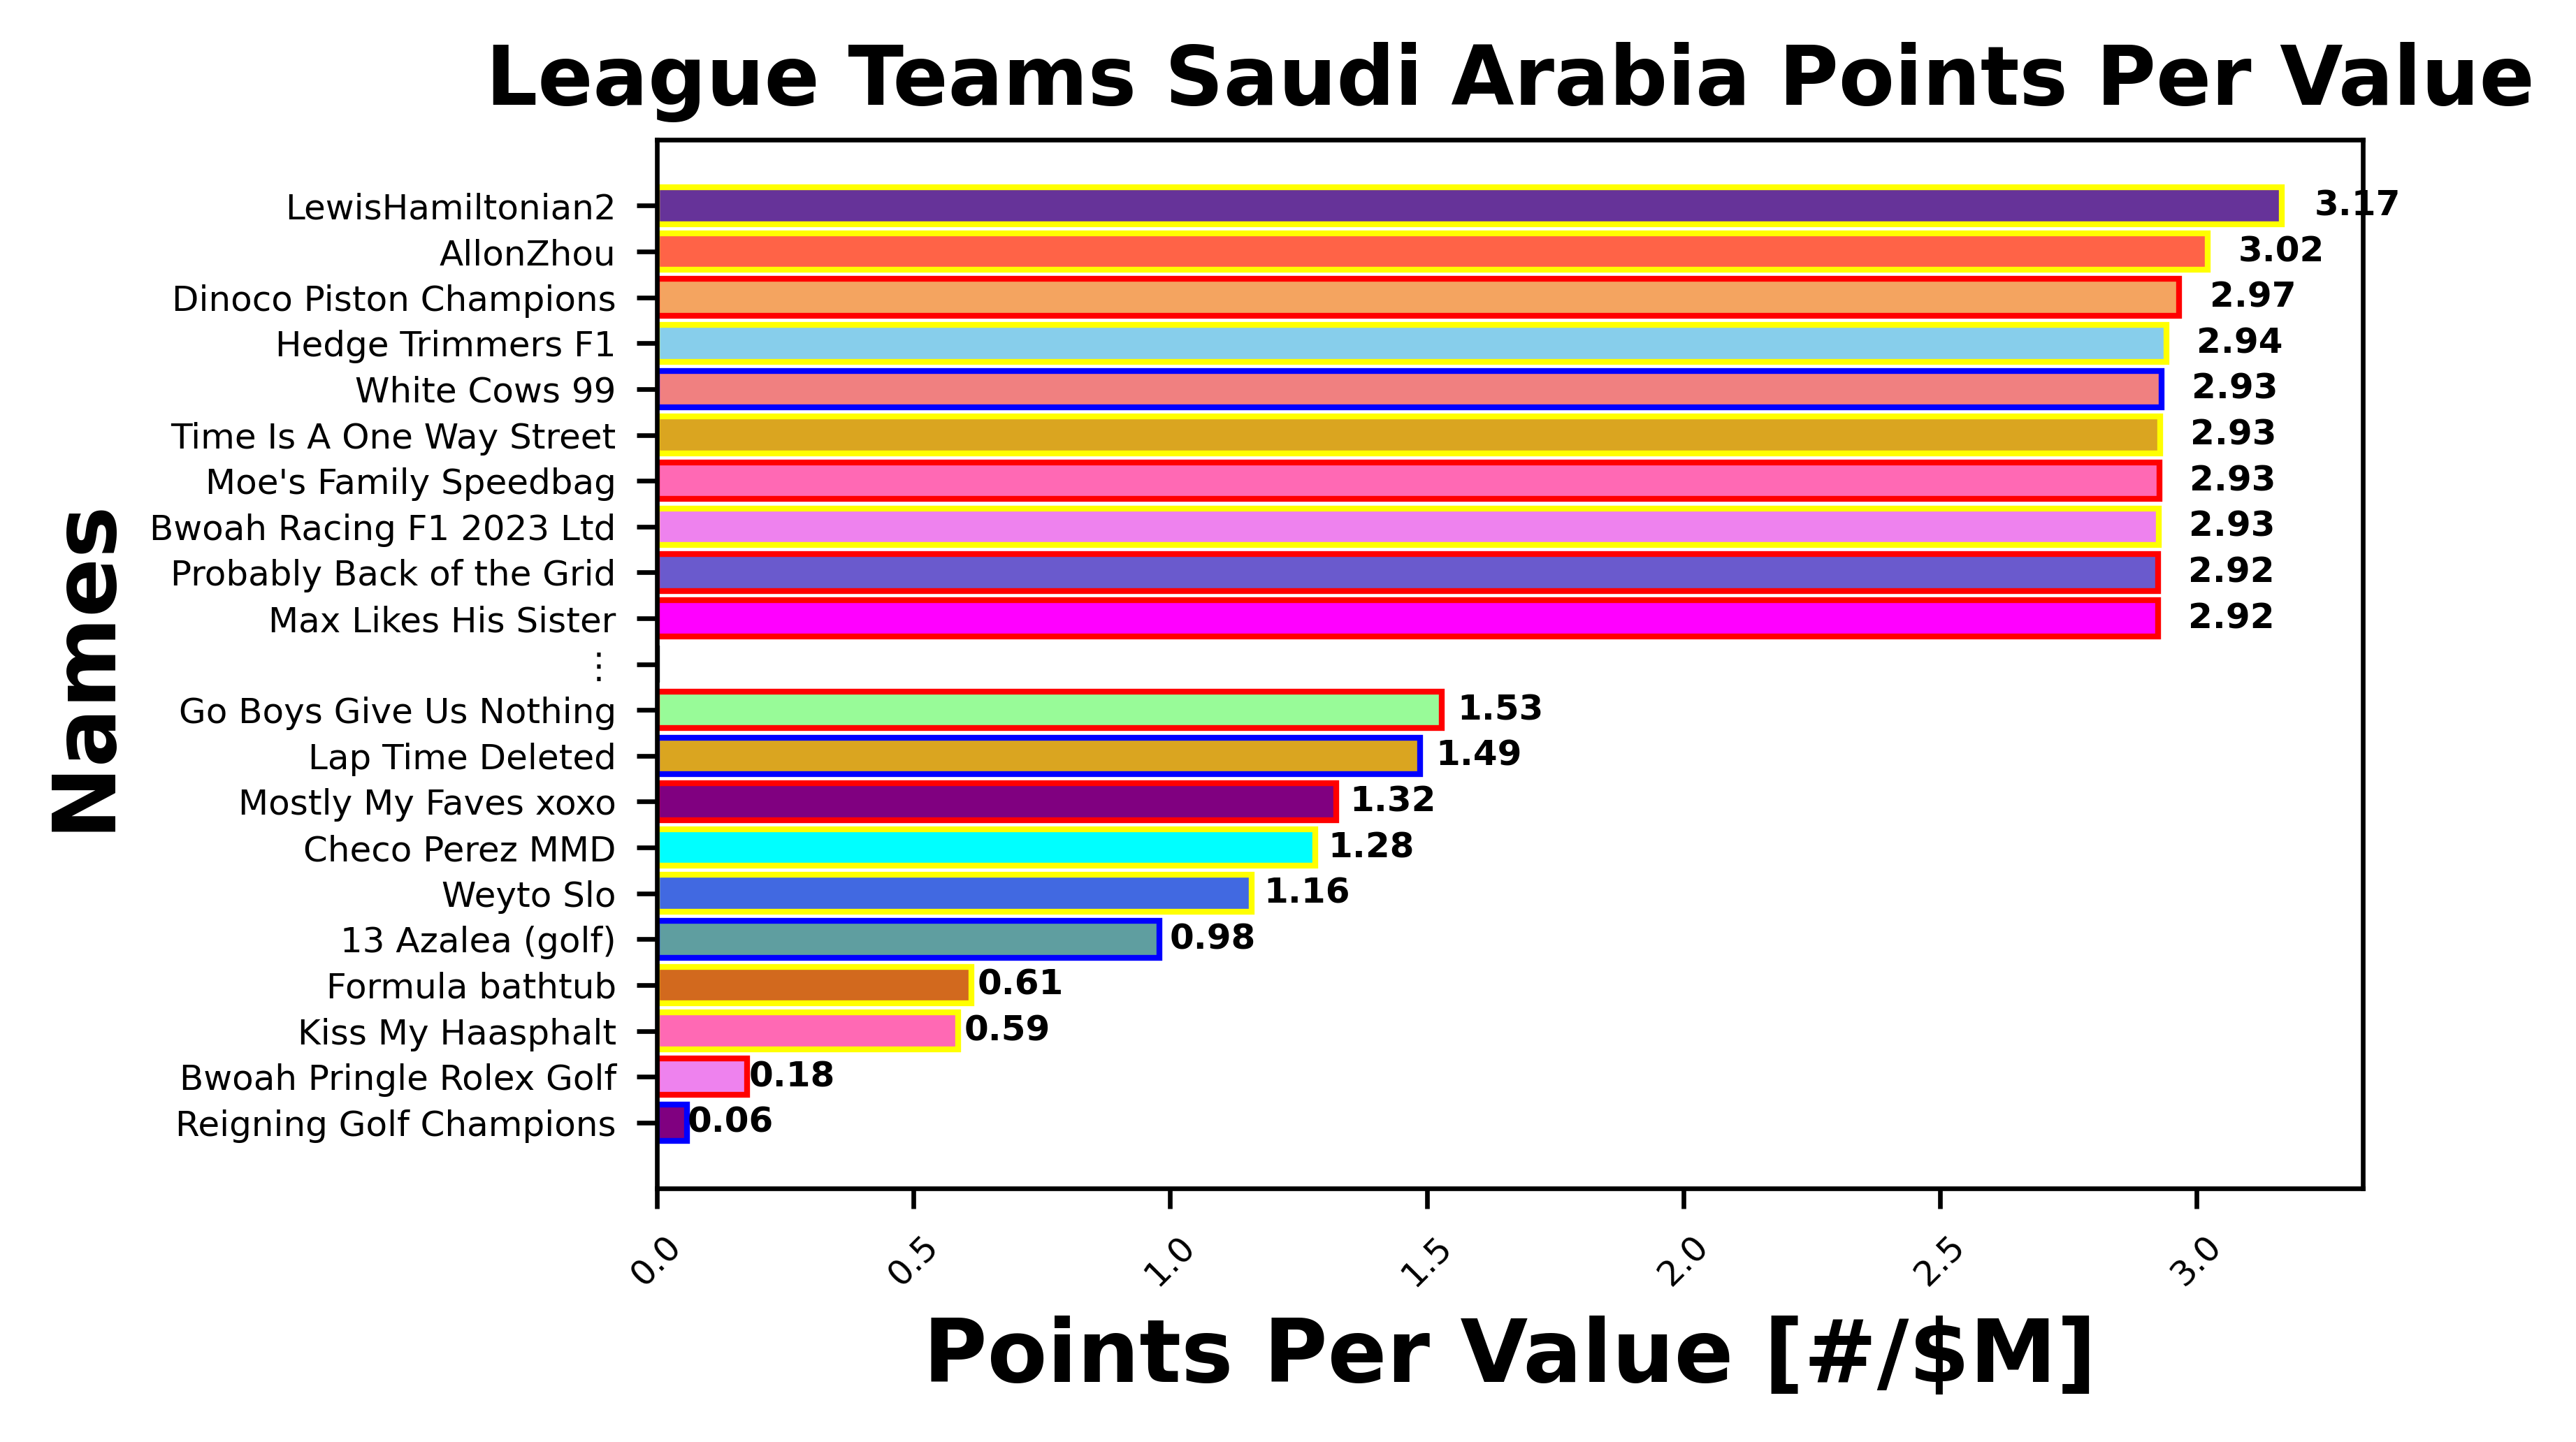 League Teams Saudi Arabia Points Per Value
LewisHamiltonian2 3.17
AllonZhou 3.02
Dinoco Piston Champions 2.97
Hedge Trimmers F1 2.94
White Cows 99 2.93
Time Is A One Way Street 2.93
Moe's Family Speedbag 2.93
Bwoah Racing F1 2023 Ltd 2.93
Probably Back of the Grid 2.92
Max Likes His Sister 2.92
⋮
Go Boys Give Us Nothing 1.53
Lap Time Deleted 1.49
Mostly My Faves xoxo 1.32
Checo Perez MMD 1.28
Weyto Slo 1.16
13 Azalea (golf) 0.98
Formula bathtub 0.61
Kiss My Haasphalt 0.59
Bwoah Pringle Rolex Golf 0.18
Reigning Golf Champions 0.06
Names
0.0 0.5 1.0 1.5 2.0 2.5 3.0
Points Per Value [#/$M]